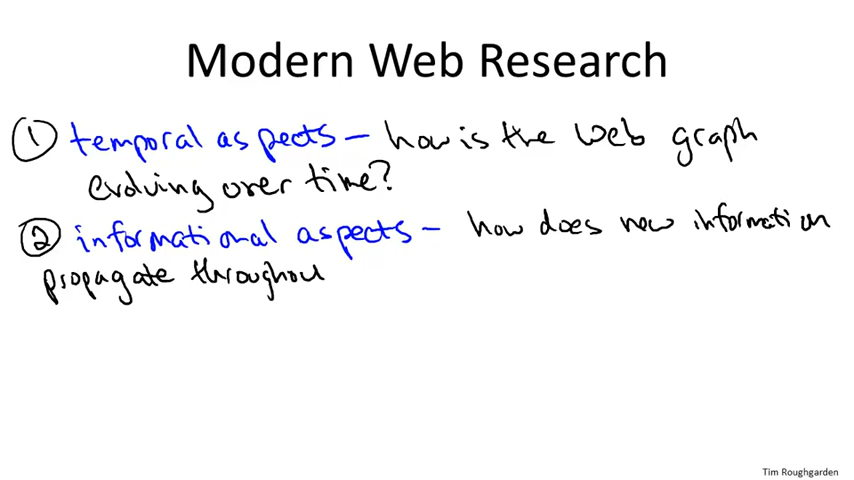 Modern Web Research
① temporal aspects - how is the web graph
evolving over time?
② informational aspects - how does new information
propagate throughou
Tim Roughgarden